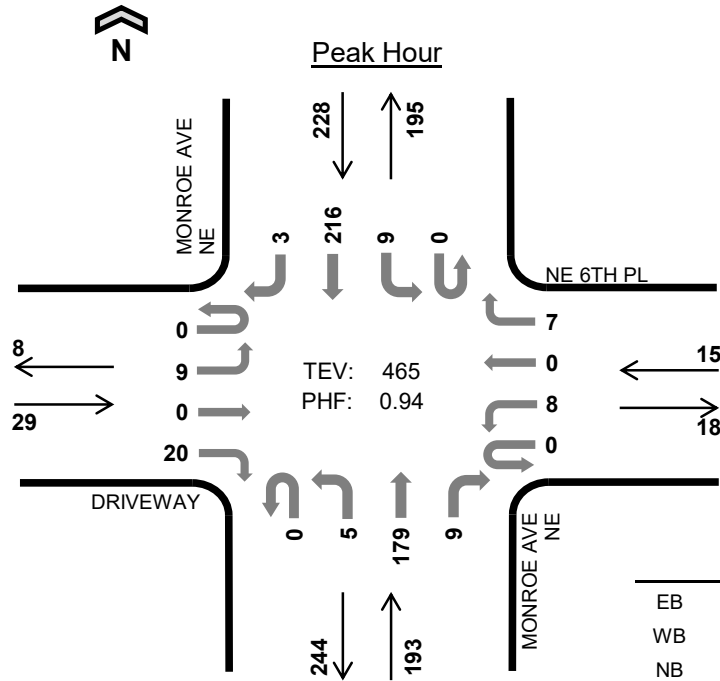 N
Peak Hour
228
195
MONROE AVE
NE
3
216
9
0
NE 6TH PL
0
7
8
9
0
15
29
0
8
18
20
0
TEV: 465
PHF: 0.94
DRIVEWAY
0
5
179
9
MONROE AVE
NE
244
193
EB
WB
NB